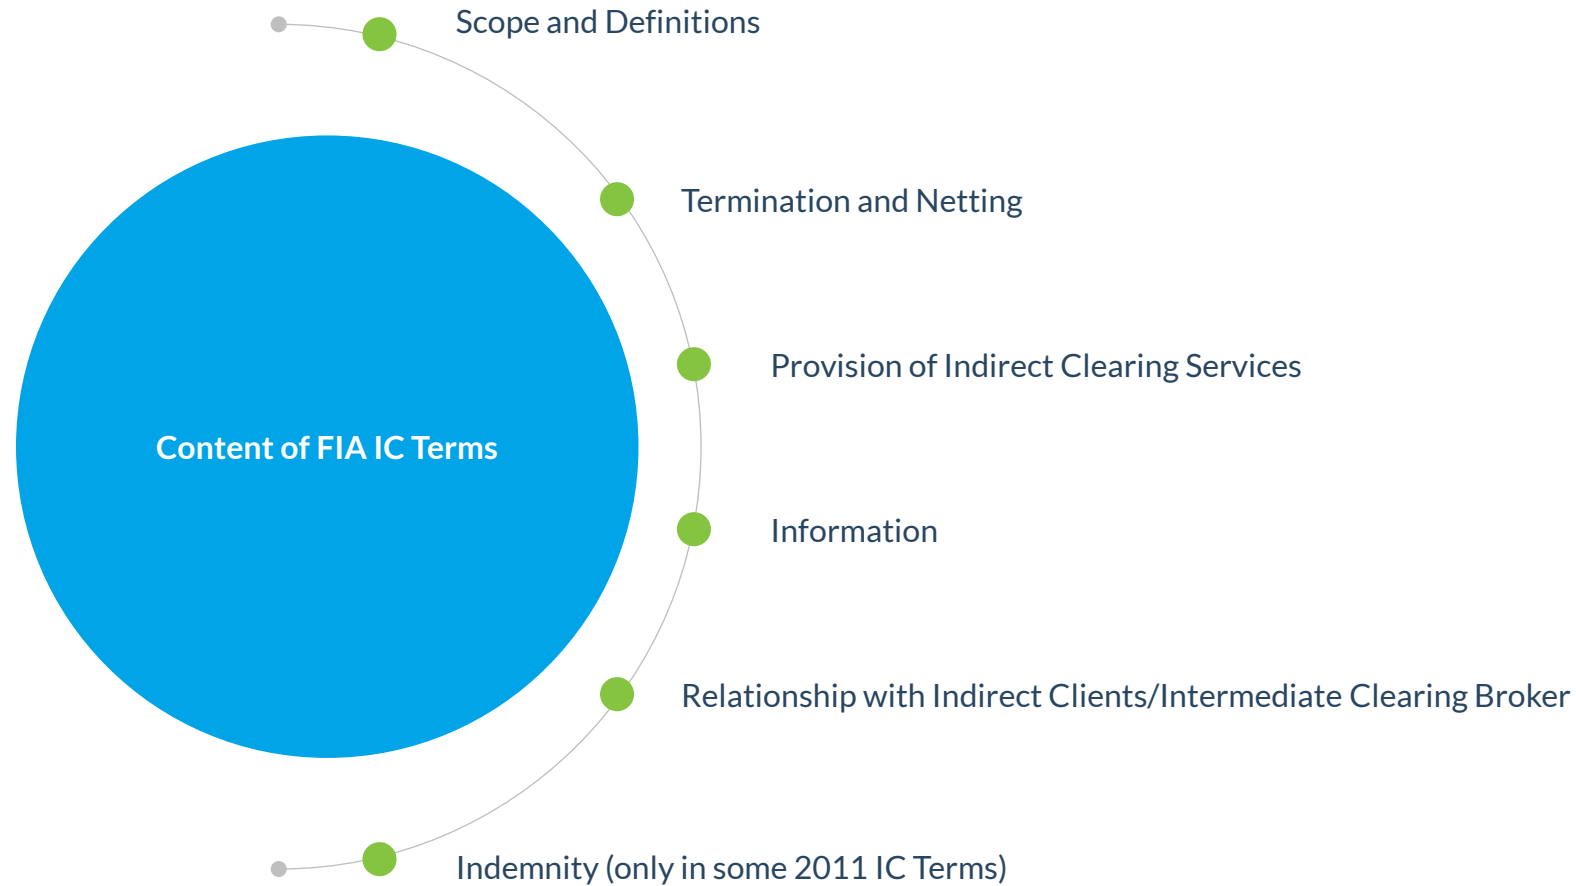 Scope and Definitions
Termination and Netting
Provision of Indirect Clearing Services
Content of FIA IC Terms
Information
Relationship with Indirect Clients/Intermediate Clearing Broker
Indemnity (only in some 2011 IC Terms)